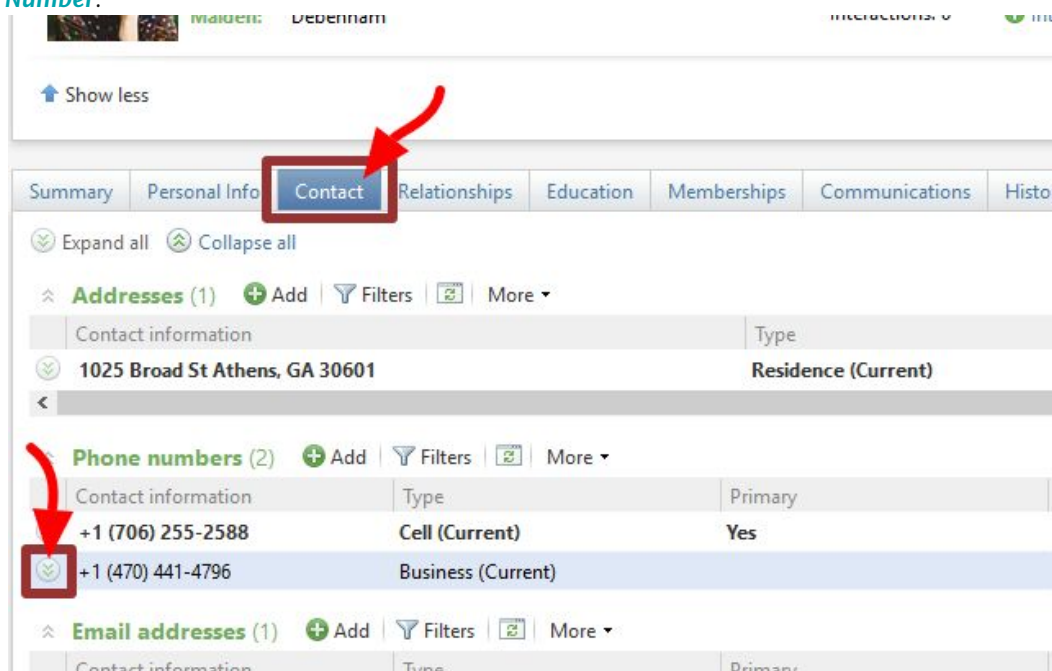 Number.
Maiden: Debenham Interactions: 0
Show less
Summary Personal Info Contact Relationships Education Memberships Communications Histo
Expand all Collapse all
Addresses (1) Add Filters More
Contact information Type
1025 Broad St Athens, GA 30601 Residence (Current)
Phone numbers (2) Add Filters More
Contact information Type Primary
+1 (706) 255-2588 Cell (Current) Yes
+1 (470) 441-4796 Business (Current)
Email addresses (1) Add Filters More
Contact information Type Primary